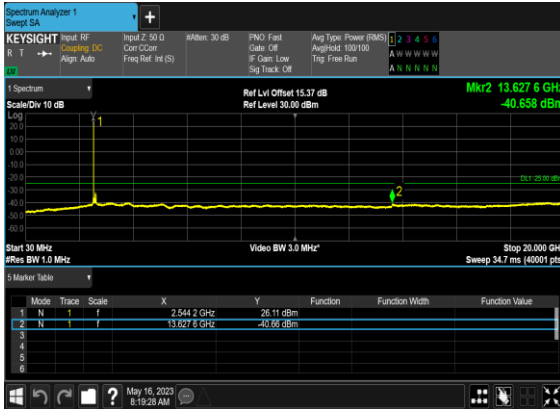 Spectrum Analyzer 1
Swept SA
+
KEYSIGHT Input: RF Input Z: 50 Ω #Atten: 30 dB PNO: Fast Avg Type: Power (RMS) 1 2 3 4 5 6
R T Coupling: DC Corr CCorr Gate: Off Avg|Hold: 100/100 A W W W W W
Align: Auto Freq Ref: Int (S) IF Gain: Low Trig: Free Run
Sig Track: Off A N N N N N
1 Spectrum
Ref Lvl Offset 15.37 dB Mkr2 13.627 6 GHz
Scale/Div 10 dB Ref Level 30.00 dBm -40.658 dBm
Log
1
20.0
10.0
0.00
-10.0
-20.0
DL1 -25.00 dBm
-30.0
2
-40.0
-50.0
-60.0
Start 30 MHz Video BW 3.0 MHz* Stop 20.000 GHz
#Res BW 1.0 MHz Sweep 34.7 ms (40001 pts)
5 Marker Table
Mode Trace Scale X Y Function Function Width Function Value
1 N 1 f 2.544 2 GHz 26.11 dBm
2 N 1 f 13.627 6 GHz -40.66 dBm
3
4
5
6
? May 16, 2023
8:19:28 AM